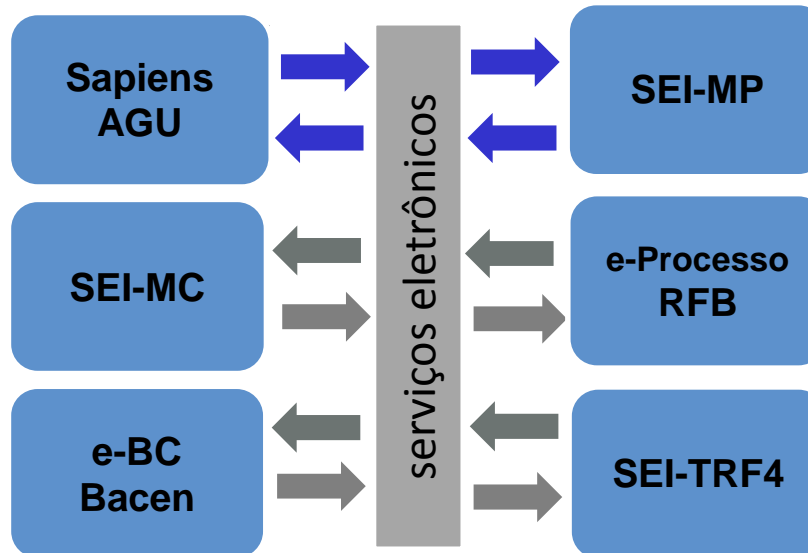 Sapiens
AGU
SEI-MP
SEI-MC
serviços eletrônicos
e-Processo
RFB
e-BC
Bacen
SEI-TRF4